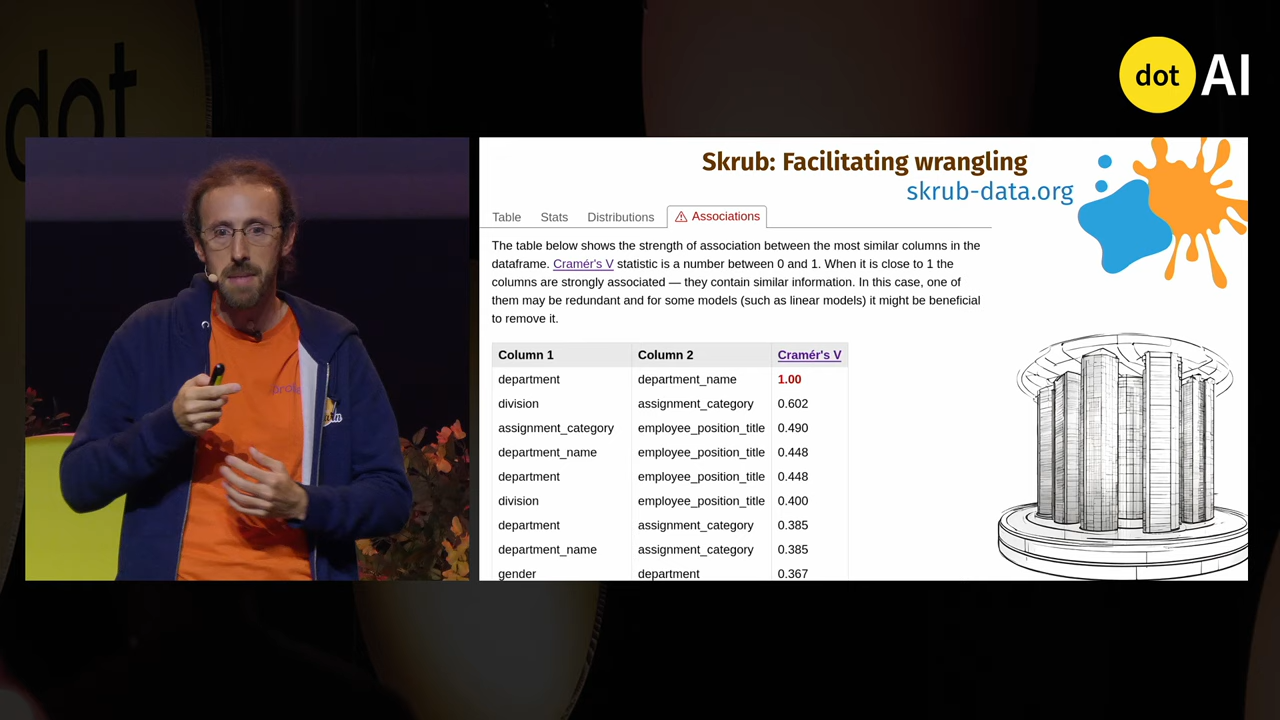 dot
dot AI
Skrub: Facilitating wrangling
skrub-data.org
Table Stats Distributions Associations
The table below shows the strength of association between the most similar columns in the
dataframe. Cramér's V statistic is a number between 0 and 1. When it is close to 1 the
columns are strongly associated — they contain similar information. In this case, one of
them may be redundant and for some models (such as linear models) it might be beneficial
to remove it.
Column 1 Column 2 Cramér's V
department department_name 1.00
division assignment_category 0.602
assignment_category employee_position_title 0.490
department_name employee_position_title 0.448
department employee_position_title 0.448
division employee_position_title 0.400
department assignment_category 0.385
department_name assignment_category 0.385
gender department 0.367